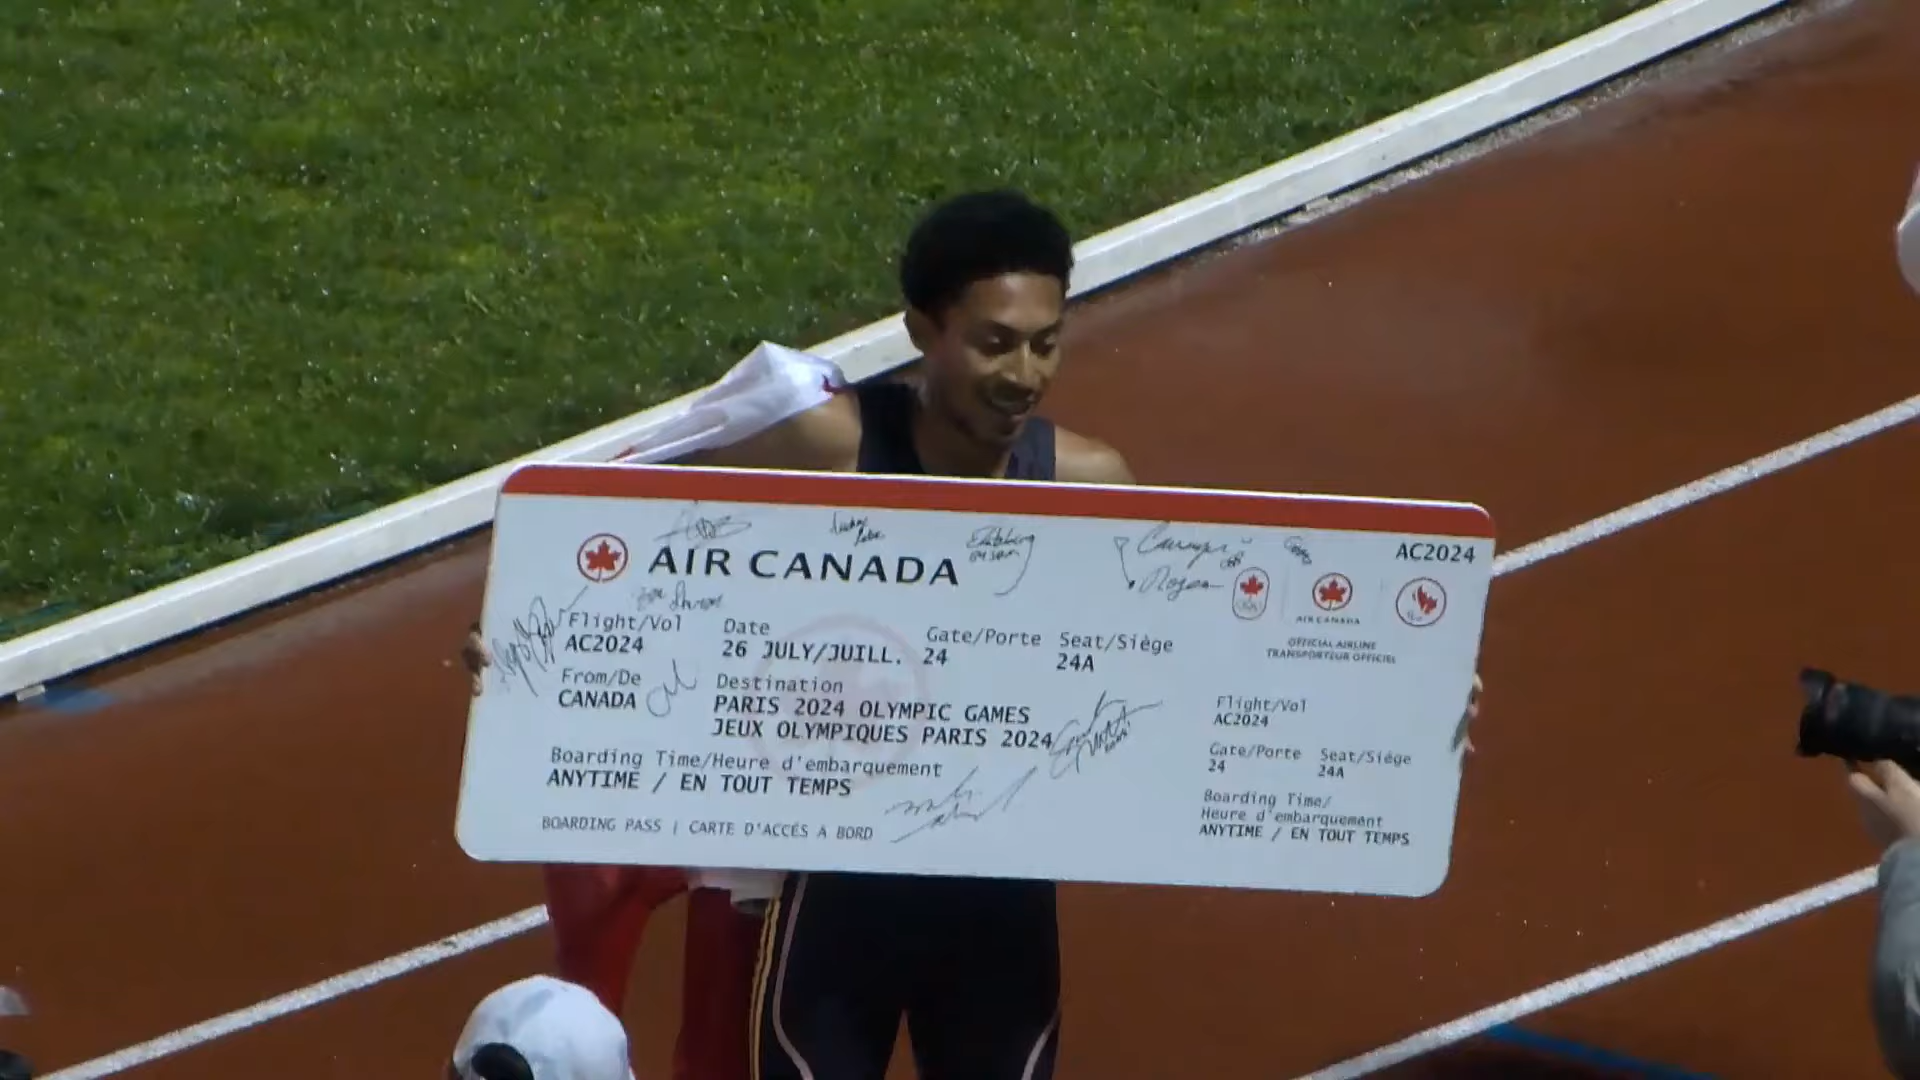 AIR CANADA
AC2024
AIR CANADA
OFFICIAL AIRLINE
TRANSPORTEUR OFFICIEL
Flight/Vol
AC2024
Date
26 JULY/JUILL.
Gate/Porte
24
Seat/Siège
24A
From/De
CANADA
Destination
PARIS 2024 OLYMPIC GAMES
JEUX OLYMPIQUES PARIS 2024
Boarding Time/Heure d'embarquement
ANYTIME / EN TOUT TEMPS
BOARDING PASS | CARTE D'ACCÈS À BORD
Flight/Vol
AC2024
Gate/Porte
24
Seat/Siège
24A
Boarding Time/
Heure d'embarquement
ANYTIME / EN TOUT TEMPS